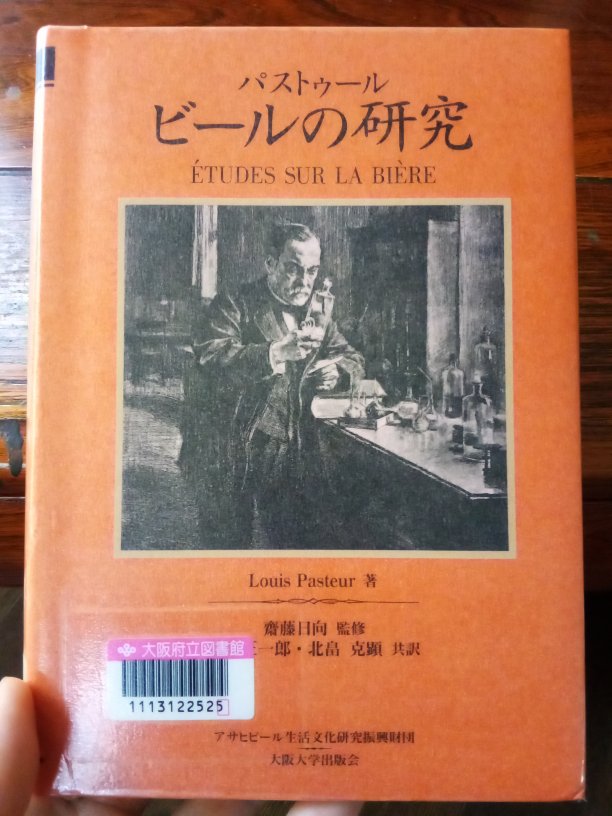 パストゥール
ビールの研究
ÉTUDES SUR LA BIÈRE
Louis Pasteur 著
齋藤日向 監修
一郎・北畠 克顕 共訳
大阪府立図書館
1113122525
アサヒビール生活文化研究振興財団
大阪大学出版会